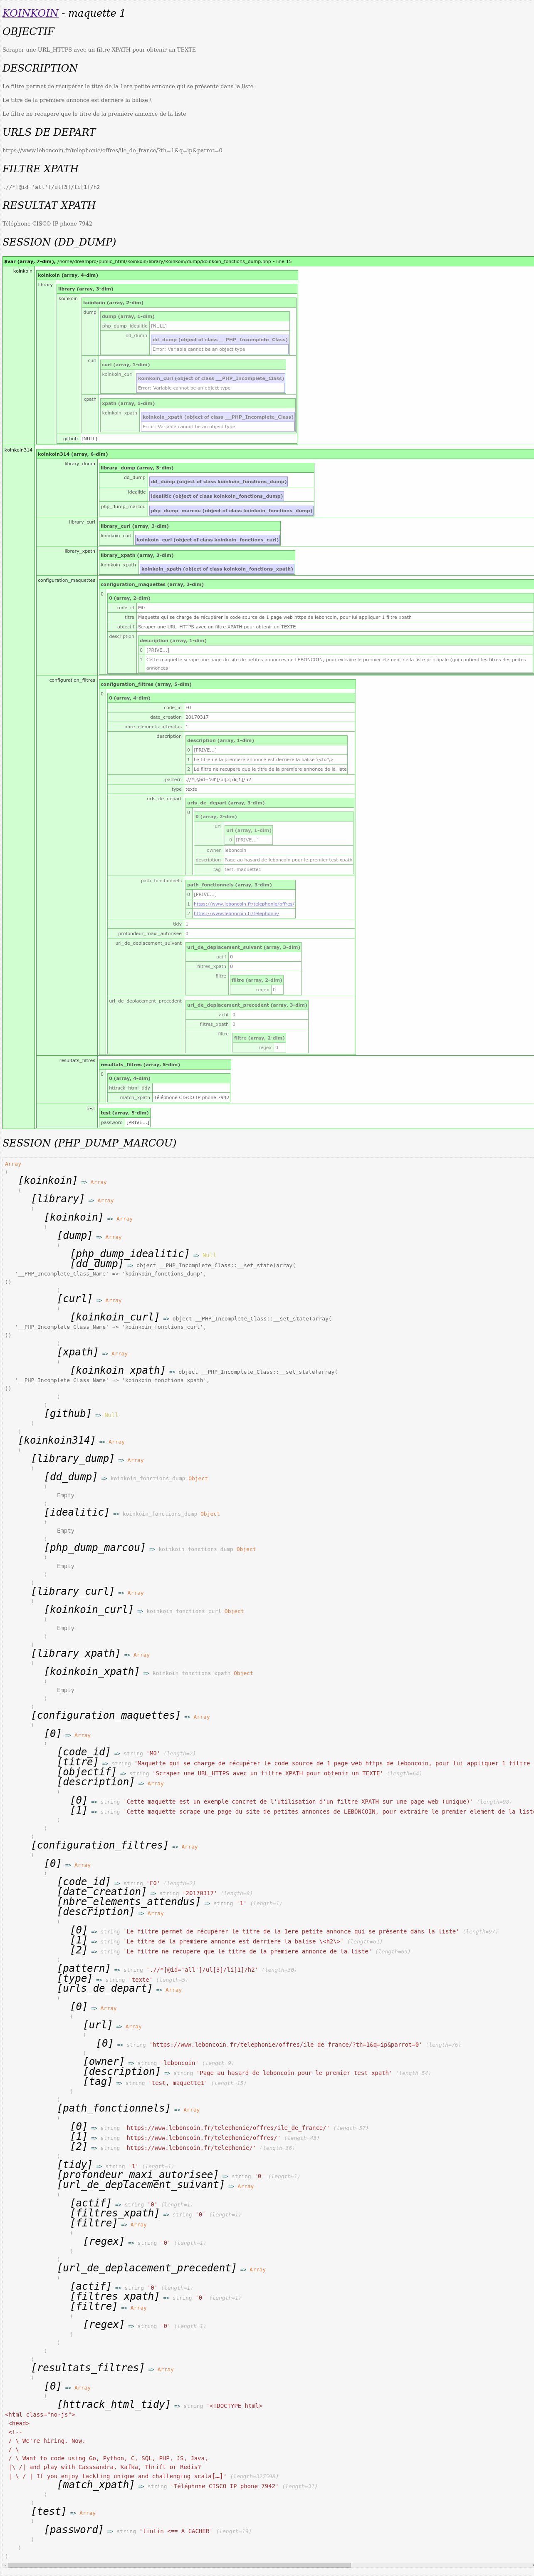 KOINKOIN - maquette 1
OBJECTIF
Scraper une URL_HTTPS avec un filtre XPATH pour obtenir un TEXTE
DESCRIPTION
Le filtre permet de récupérer le titre de la 1ere petite annonce qui se présente dans la liste
Le titre de la premiere annonce est derriere la balise \
Le filtre ne recupere que le titre de la premiere annonce de la liste
URLS DE DEPART
https://www.leboncoin.fr/telephonie/offres/ile_de_france/?th=1&q=ip&parrot=0
FILTRE XPATH
.//*[@id='all']/ul[3]/li[1]/h2
RESULTAT XPATH
Téléphone CISCO IP phone 7942
SESSION (DD_DUMP)
$var (array, 7-dim), /home/dreampro/public_html/koinkoin/library/Koinkoin/dump/koinkoin_fonctions_dump.php - line 15
koinkoin
koinkoin (array, 4-dim)
library
library (array, 3-dim)
koinkoin
koinkoin (array, 2-dim)
dump
dump (array, 1-dim)
php_dump_idealitic [NULL]
dd_dump
dd_dump (object of class __PHP_Incomplete_Class)
Error: Variable cannot be an object type
curl
curl (array, 1-dim)
koinkoin_curl
koinkoin_curl (object of class __PHP_Incomplete_Class)
Error: Variable cannot be an object type
xpath
xpath (array, 1-dim)
koinkoin_xpath
koinkoin_xpath (object of class __PHP_Incomplete_Class)
Error: Variable cannot be an object type
github [NULL]
koinkoin314
koinkoin314 (array, 6-dim)
library_dump
library_dump (array, 3-dim)
dd_dump
dd_dump (object of class koinkoin_fonctions_dump)
idealitic
idealitic (object of class koinkoin_fonctions_dump)
php_dump_marcou
php_dump_marcou (object of class koinkoin_fonctions_dump)
library_curl
library_curl (array, 3-dim)
koinkoin_curl
koinkoin_curl (object of class koinkoin_fonctions_curl)
library_xpath
library_xpath (array, 3-dim)
koinkoin_xpath
koinkoin_xpath (object of class koinkoin_fonctions_xpath)
configuration_maquettes
configuration_maquettes (array, 3-dim)
0
0 (array, 2-dim)
code_id M0
titre Maquette qui se charge de récupérer le code source de 1 page web https de leboncoin, pour lui appliquer 1 filtre xpath
objectif Scraper une URL_HTTPS avec un filtre XPATH pour obtenir un TEXTE
description
description (array, 1-dim)
0 [PRIVE...]
1 Cette maquette scrape une page du site de petites annonces de LEBONCOIN, pour extraire le premier element de la liste principale (qui contient les titres des petites
annonces
configuration_filtres
configuration_filtres (array, 5-dim)
0
0 (array, 4-dim)
code_id F0
date_creation 20170317
nbre_elements_attendus 1
description
description (array, 1-dim)
0 [PRIVE...]
1 Le titre de la premiere annonce est derriere la balise \<h2\>
2 Le filtre ne recupere que le titre de la premiere annonce de la liste
pattern .//*[@id='all']/ul[3]/li[1]/h2
type texte
urls_de_depart
urls_de_depart (array, 3-dim)
0
0 (array, 2-dim)
url
url (array, 1-dim)
0 [PRIVE...]
owner leboncoin
description Page au hasard de leboncoin pour le premier test xpath
tag test, maquette1
path_fonctionnels
path_fonctionnels (array, 3-dim)
0 [PRIVE...]
1 https://www.leboncoin.fr/telephonie/offres/
2 https://www.leboncoin.fr/telephonie/
tidy 1
profondeur_maxi_autorisee 0
url_de_deplacement_suivant
url_de_deplacement_suivant (array, 3-dim)
actif 0
filtres_xpath 0
filtre
filtre (array, 2-dim)
regex 0
url_de_deplacement_precedent
url_de_deplacement_precedent (array, 3-dim)
actif 0
filtres_xpath 0
filtre
filtre (array, 2-dim)
regex 0
resultats_filtres
resultats_filtres (array, 5-dim)
0
0 (array, 4-dim)
httrack_html_tidy
match_xpath Téléphone CISCO IP phone 7942
test
test (array, 5-dim)
password [PRIVE...]
SESSION (PHP_DUMP_MARCOU)
Array
(
[koinkoin] => Array
(
[library] => Array
(
[koinkoin] => Array
(
[dump] => Array
(
[php_dump_idealitic] => Null
[dd_dump] => object __PHP_Incomplete_Class::__set_state(array(
'__PHP_Incomplete_Class_Name' => 'koinkoin_fonctions_dump',
))
)
[curl] => Array
(
[koinkoin_curl] => object __PHP_Incomplete_Class::__set_state(array(
'__PHP_Incomplete_Class_Name' => 'koinkoin_fonctions_curl',
))
)
[xpath] => Array
(
[koinkoin_xpath] => object __PHP_Incomplete_Class::__set_state(array(
'__PHP_Incomplete_Class_Name' => 'koinkoin_fonctions_xpath',
))
)
)
[github] => Null
)
)
[koinkoin314] => Array
(
[library_dump] => Array
(
[dd_dump] => koinkoin_fonctions_dump Object
(
Empty
)
[idealitic] => koinkoin_fonctions_dump Object
(
Empty
)
[php_dump_marcou] => koinkoin_fonctions_dump Object
(
Empty
)
)
[library_curl] => Array
(
[koinkoin_curl] => koinkoin_fonctions_curl Object
(
Empty
)
)
[library_xpath] => Array
(
[koinkoin_xpath] => koinkoin_fonctions_xpath Object
(
Empty
)
)
[configuration_maquettes] => Array
(
[0] => Array
(
[code_id] => string 'M0' (length=2)
[titre] => string 'Maquette qui se charge de récupérer le code source de 1 page web https de leboncoin, pour lui appliquer 1 filtre
[objectif] => string 'Scraper une URL_HTTPS avec un filtre XPATH pour obtenir un TEXTE' (length=64)
[description] => Array
(
[0] => string 'Cette maquette est un exemple concret de l'utilisation d'un filtre XPATH sur une page web (unique)'
[1] => string 'Cette maquette scrape une page du site de petites annonces de LEBONCOIN, pour extraire le premier element de la liste
)
)
)
[configuration_filtres] => Array
(
[0] => Array
(
[code_id] => string 'F0' (length=2)
[date_creation] => string '20170317' (length=8)
[nbre_elements_attendus] => string '1' (length=1)
[description] => Array
(
[0] => string 'Le filtre permet de récupérer le titre de la 1ere petite annonce qui se présente dans la liste' (length=97)
[1] => string 'Le titre de la premiere annonce est derriere la balise \<h2\>' (length=61)
[2] => string 'Le filtre ne recupere que le titre de la premiere annonce de la liste' (length=69)
)
[pattern] => string './/*[@id='all']/ul[3]/li[1]/h2' (length=30)
[type] => string 'texte' (length=5)
[urls_de_depart] => Array
(
[0] => Array
(
[url] => Array
(
[0] => string 'https://www.leboncoin.fr/telephonie/offres/ile_de_france/?th=1&q=ip&parrot=0' (length=76)
)
[owner] => string 'leboncoin' (length=9)
[description] => string 'Page au hasard de leboncoin pour le premier test xpath' (length=54)
[tag] => string 'test, maquette1' (length=15)
)
)
[path_fonctionnels] => Array
(
[0] => string 'https://www.leboncoin.fr/telephonie/offres/ile_de_france/' (length=57)
[1] => string 'https://www.leboncoin.fr/telephonie/offres/' (length=43)
[2] => string 'https://www.leboncoin.fr/telephonie/' (length=36)
)
[tidy] => string '1' (length=1)
[profondeur_maxi_autorisee] => string '0' (length=1)
[url_de_deplacement_suivant] => Array
(
[actif] => string '0' (length=1)
[filtres_xpath] => string '0' (length=1)
[filtre] => Array
(
[regex] => string '0' (length=1)
)
)
[url_de_deplacement_precedent] => Array
(
[actif] => string '0' (length=1)
[filtres_xpath] => string '0' (length=1)
[filtre] => Array
(
[regex] => string '0' (length=1)
)
)
)
)
[resultats_filtres] => Array
(
[0] => Array
(
[httrack_html_tidy] => string '<!DOCTYPE html>
<html class="no-js">
<head>
<!--
/ \ We're hiring. Now.
/ \
/ \ Want to code using Go, Python, C, SQL, PHP, JS, Java,
|\ /| and play with Casssandra, Kafka, Thrift or Redis?
| \ / | If you enjoy tackling unique and challenging scala[…]'
[match_xpath] => string 'Téléphone CISCO IP phone 7942' (length=31)
)
)
[test] => Array
(
[password] => string 'tintin <== A CACHER' (length=19)
)
)
)